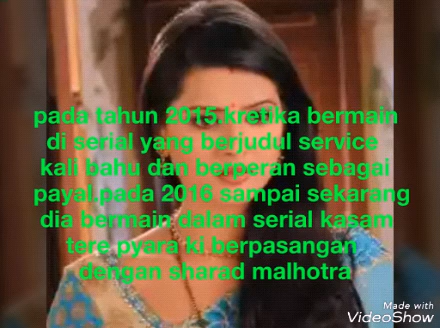 pada tahun 2015.kretika bermain
di serial yang berjudul service
kali bahu dan berperan sebagai
payal.pada 2016 sampai sekarang
dia bermain dalam serial kasam
tere pyara ki berpasangan
dengan sharad malhotra
Made with
VideoShow